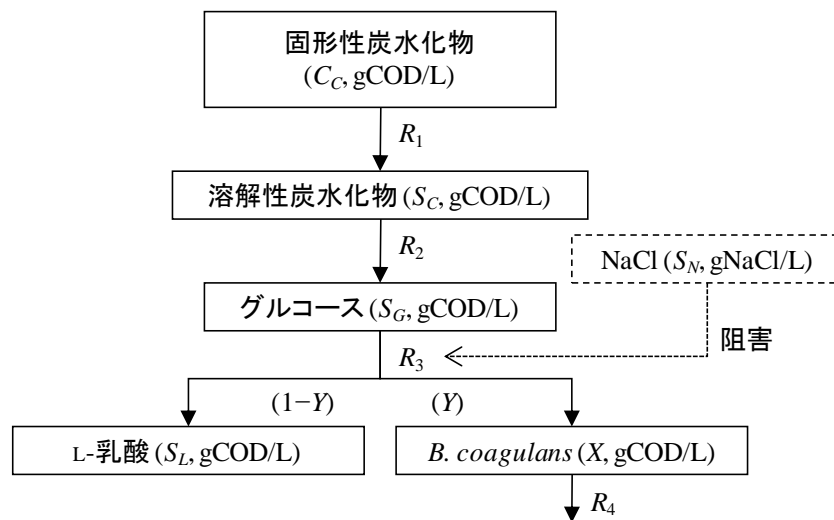 固形性炭水化物
(C_C, gCOD/L)
R_1
溶解性炭水化物 (S_C, gCOD/L)
R_2
NaCl (S_N, gNaCl/L)
グルコース (S_G, gCOD/L)
R_3
阻害
(1−Y)
(Y)
L-乳酸 (S_L, gCOD/L)
B. coagulans (X, gCOD/L)
R_4